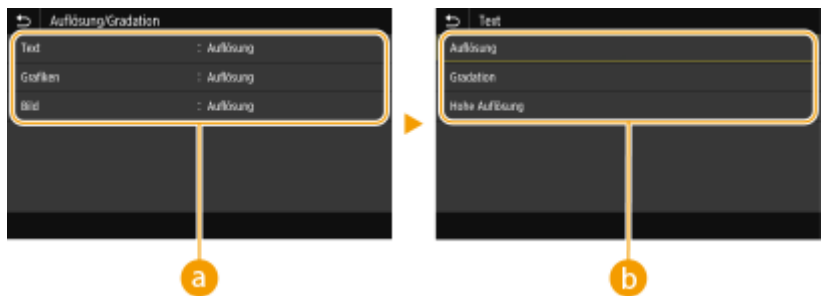 Auflösung/Gradation
Text : Auflösung
Grafiken : Auflösung
Bild : Auflösung
a
Text
Auflösung
Gradation
Hohe Auflösung
b